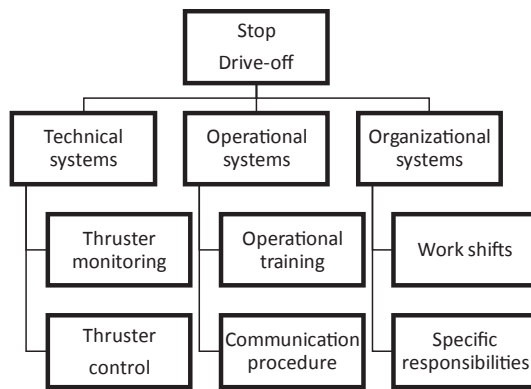 Stop
Drive-off
Technical
systems
Operational
systems
Organizational
systems
Thruster
monitoring
Operational
training
Work shifts
Thruster
control
Communication
procedure
Specific
responsibilities